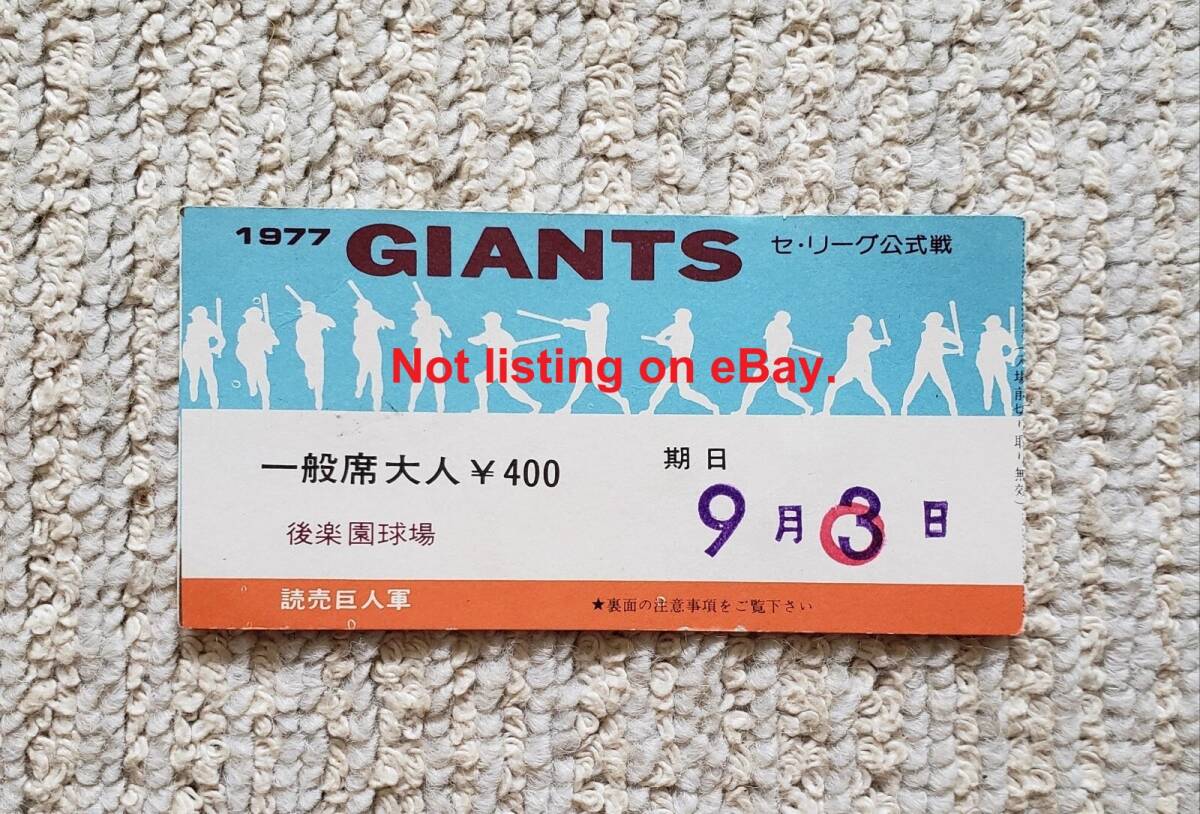 1977 GIANTS セ・リーグ公式戦
Not listing on eBay.
一般席大人 ¥400
後楽園球場
期日
9月3日
読売巨人軍
★裏面の注意事項をご覧下さい